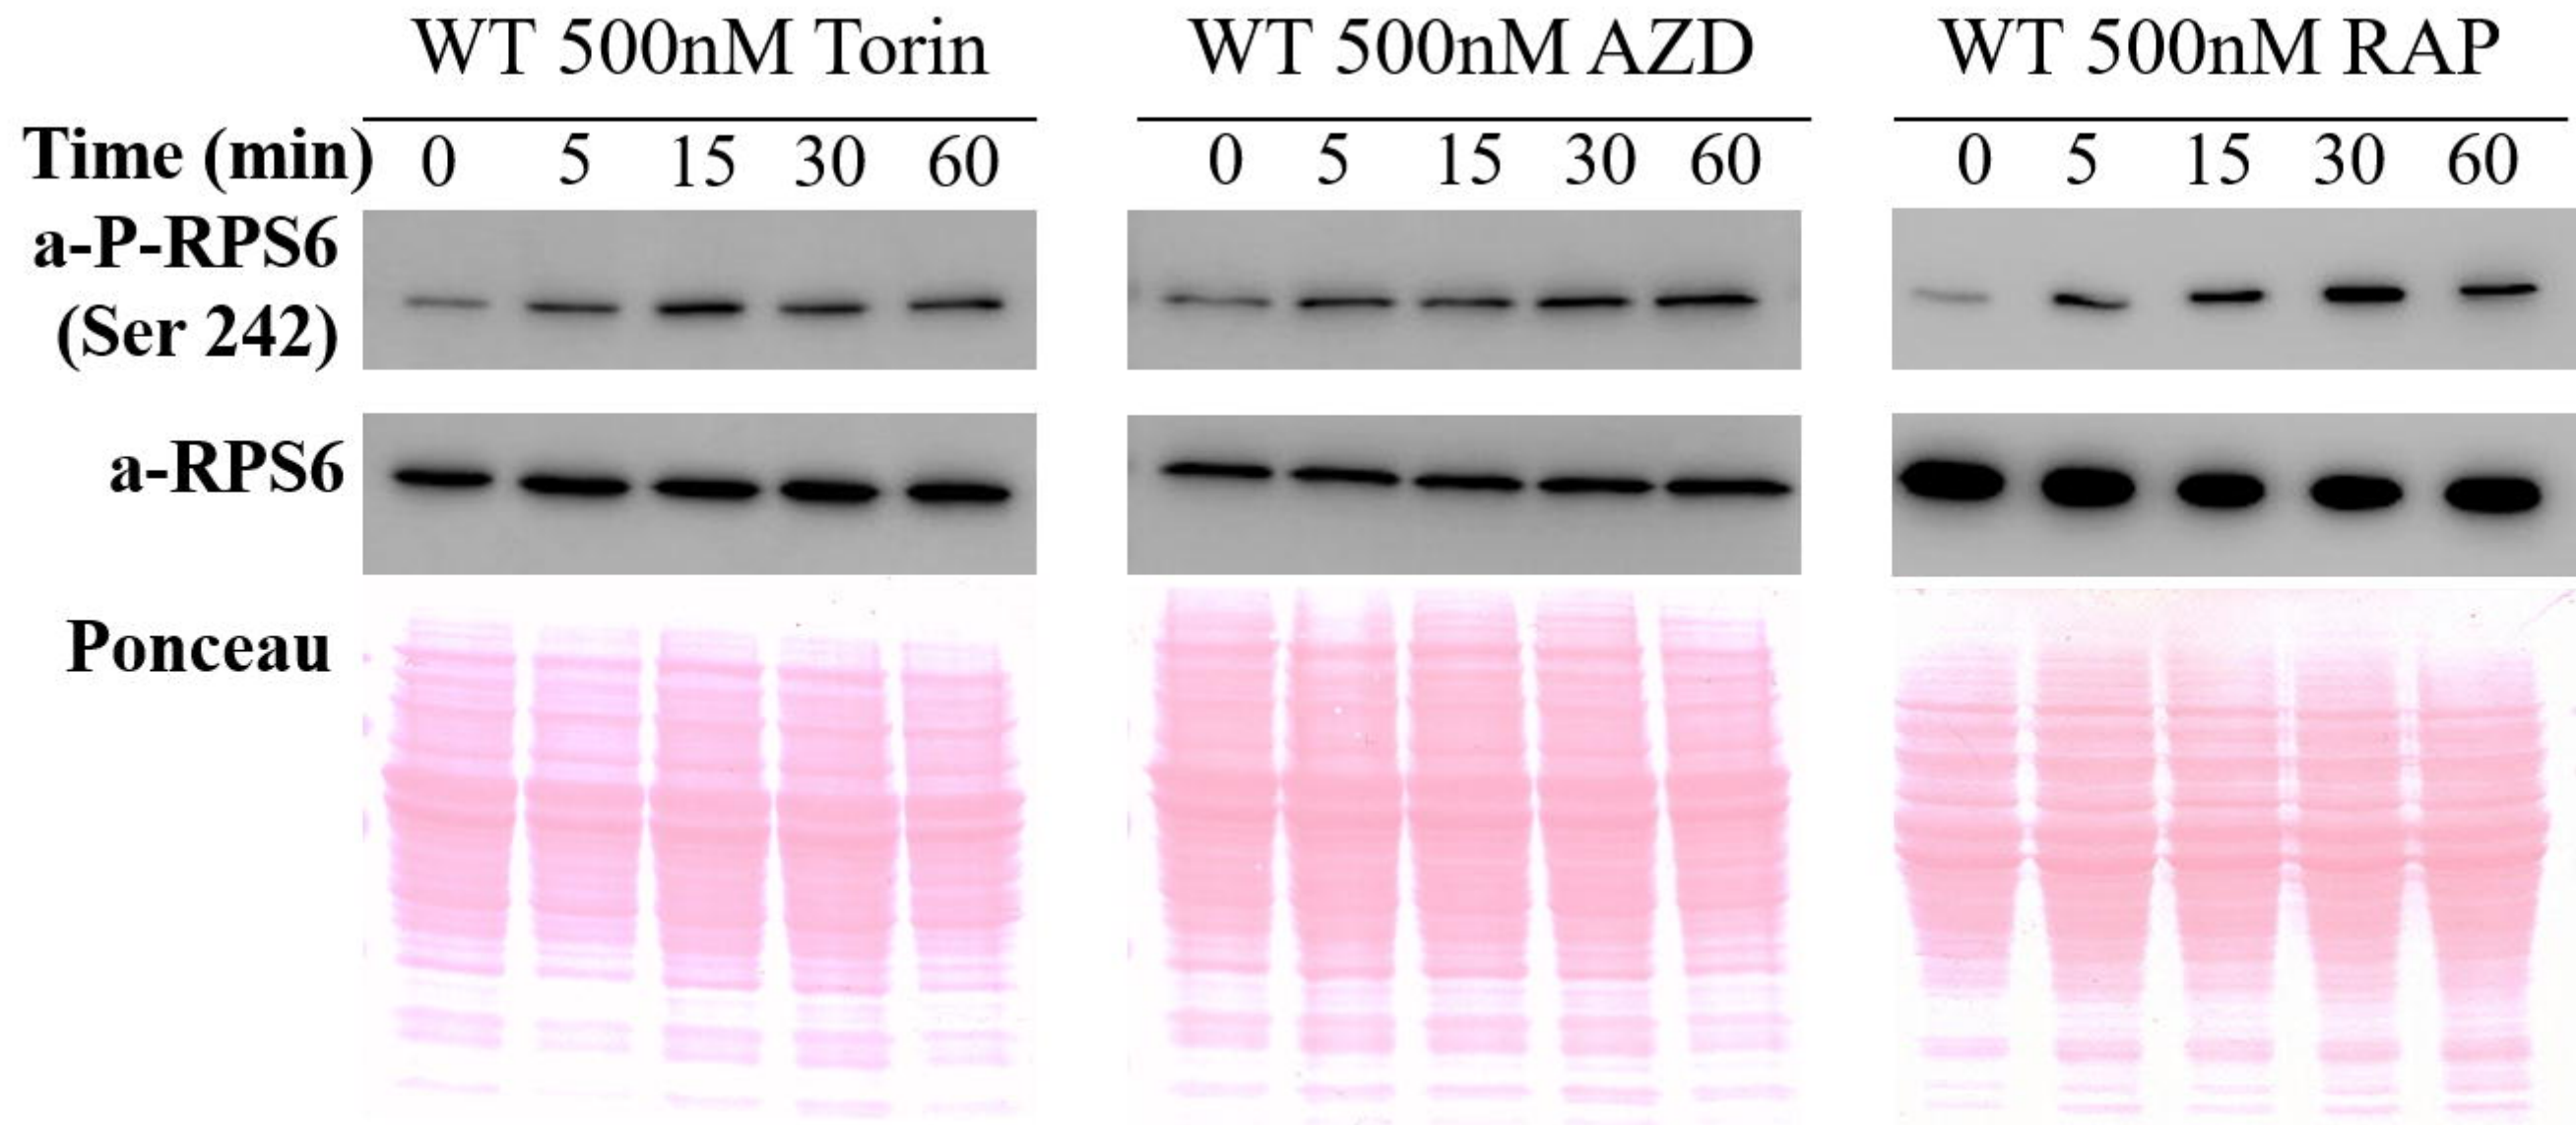 WT 500nM Torin WT 500nM AZD WT 500nM RAP
Time (min) 0 5 15 30 60 0 5 15 30 60 0 5 15 30 60
a-P-RPS6
(Ser 242)
a-RPS6
Ponceau